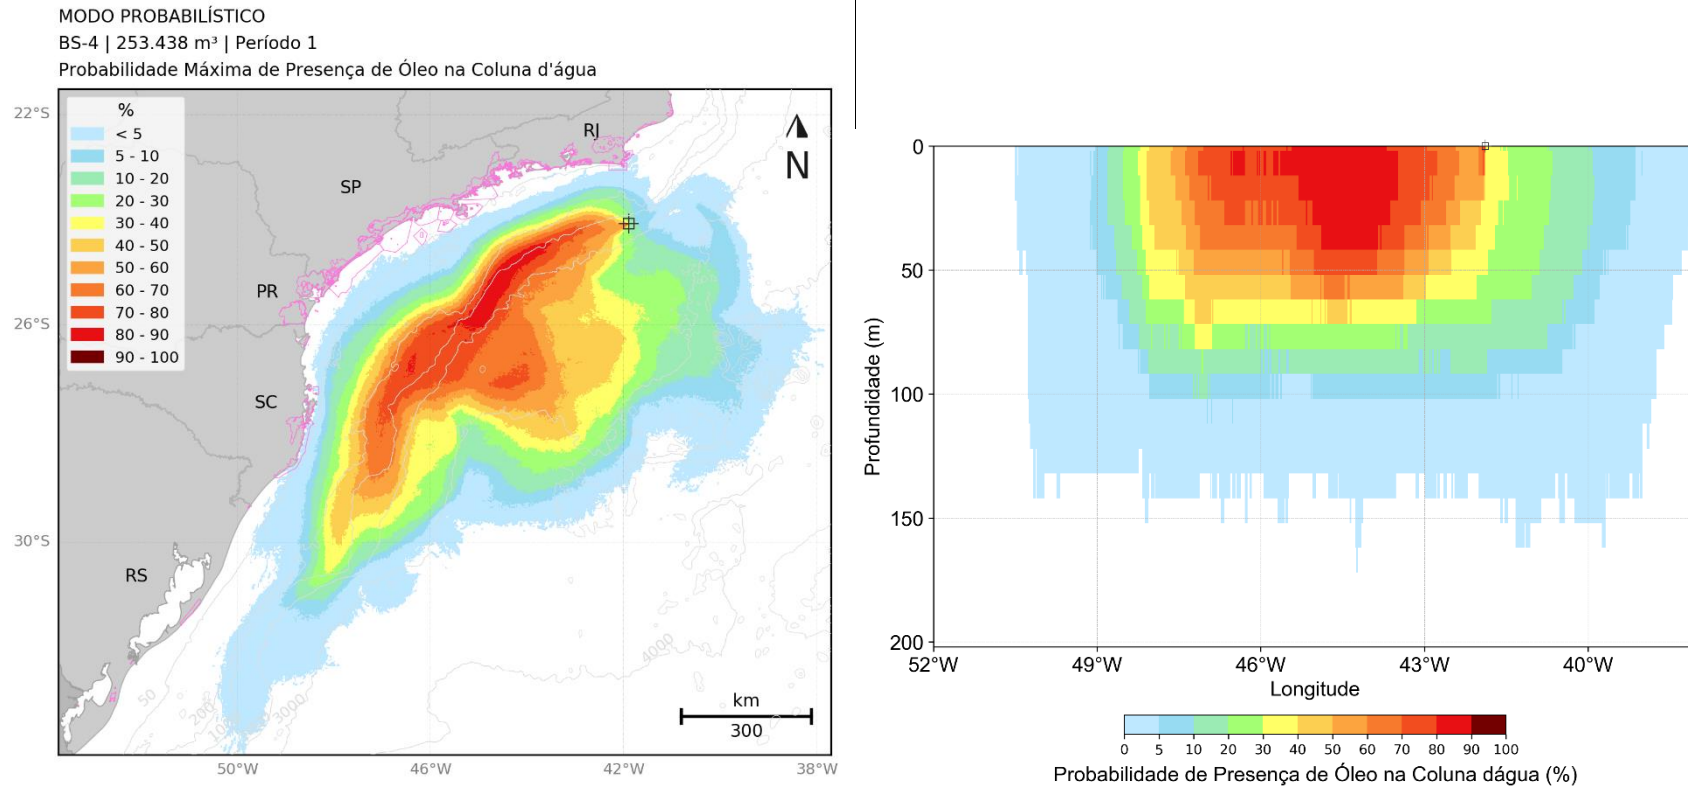 MODO PROBABILÍSTICO
BS-4 | 253.438 m³ | Período 1
Probabilidade Máxima de Presença de Óleo na Coluna d'água
%
< 5
5 - 10
10 - 20
20 - 30
30 - 40
40 - 50
50 - 60
60 - 70
70 - 80
80 - 90
90 - 100
22°S
26°S
30°S
RJ
SP
PR
SC
RS
N
50
200
3000
4000
km
300
50°W
46°W
42°W
38°W
0
50
100
150
200
Profundidade (m)
52°W
49°W
46°W
43°W
40°W
Longitude
0
5
10
20
30
40
50
60
70
80
90
100
Probabilidade de Presença de Óleo na Coluna dágua (%)